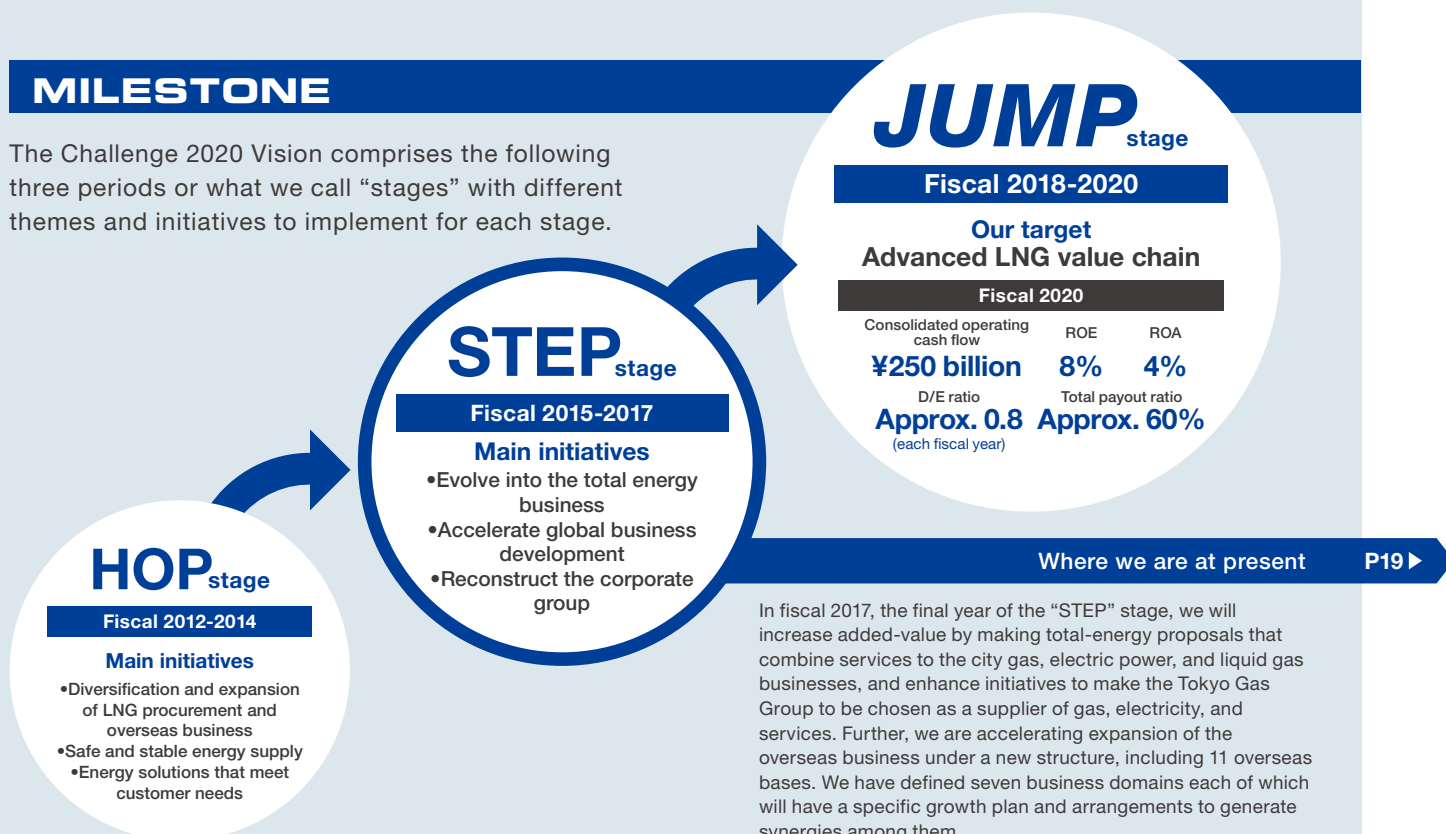 MILESTONE
The Challenge 2020 Vision comprises the following
three periods or what we call “stages” with different
themes and initiatives to implement for each stage.
HOP stage
Fiscal 2012-2014
Main initiatives
•Diversification and expansion
of LNG procurement and
overseas business
•Safe and stable energy supply
•Energy solutions that meet
customer needs
STEP stage
Fiscal 2015-2017
Main initiatives
•Evolve into the total energy
business
•Accelerate global business
development
•Reconstruct the corporate
group
JUMP stage
Fiscal 2018-2020
Our target
Advanced LNG value chain
Fiscal 2020
Consolidated operating
cash flow
¥250 billion
ROE
8%
ROA
4%
D/E ratio
Approx. 0.8
(each fiscal year)
Total payout ratio
Approx. 60%
Where we are at present P19▶
In fiscal 2017, the final year of the “STEP” stage, we will
increase added-value by making total-energy proposals that
combine services to the city gas, electric power, and liquid gas
businesses, and enhance initiatives to make the Tokyo Gas
Group to be chosen as a supplier of gas, electricity, and
services. Further, we are accelerating expansion of the
overseas business under a new structure, including 11 overseas
bases. We have defined seven business domains each of which
will have a specific growth plan and arrangements to generate
synergies among them